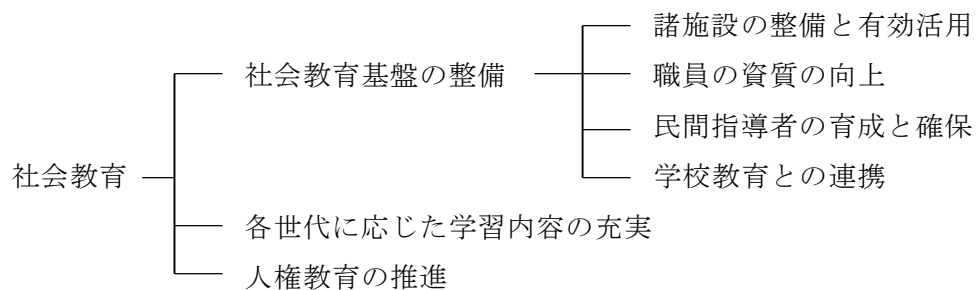 諸施設の整備と有効活用
社会教育基盤の整備
職員の資質の向上
民間指導者の育成と確保
社会教育
学校教育との連携
各世代に応じた学習内容の充実
人権教育の推進